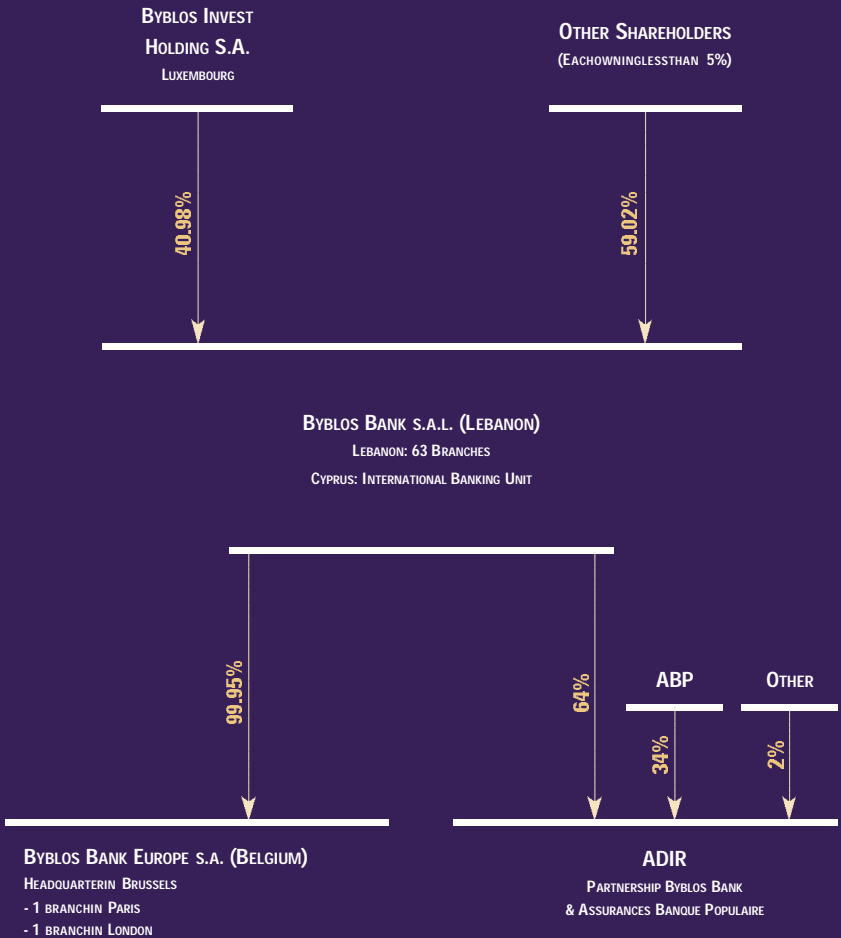 Byblos Invest
Holding S.A.
Luxembourg
Other Shareholders
(Eachowninglessthan 5%)
40.98%
59.02%
Byblos Bank s.a.l. (Lebanon)
Lebanon: 63 Branches
Cyprus: International Banking Unit
99.95%
64%
ABP
Other
34%
2%
Byblos Bank Europe s.a. (Belgium)
Headquarterin Brussels
- 1 branchin Paris
- 1 branchin London
ADIR
Partnership Byblos Bank
& Assurances Banque Populaire